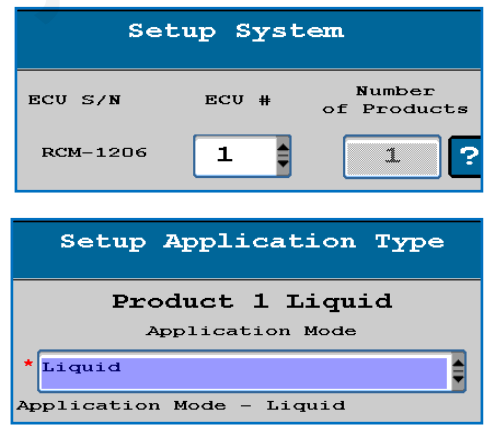 Setup System
ECU S/N ECU # Number of Products
RCM-1206 1 1 ?
Setup Application Type
Product 1 Liquid
Application Mode
* Liquid
Application Mode - Liquid